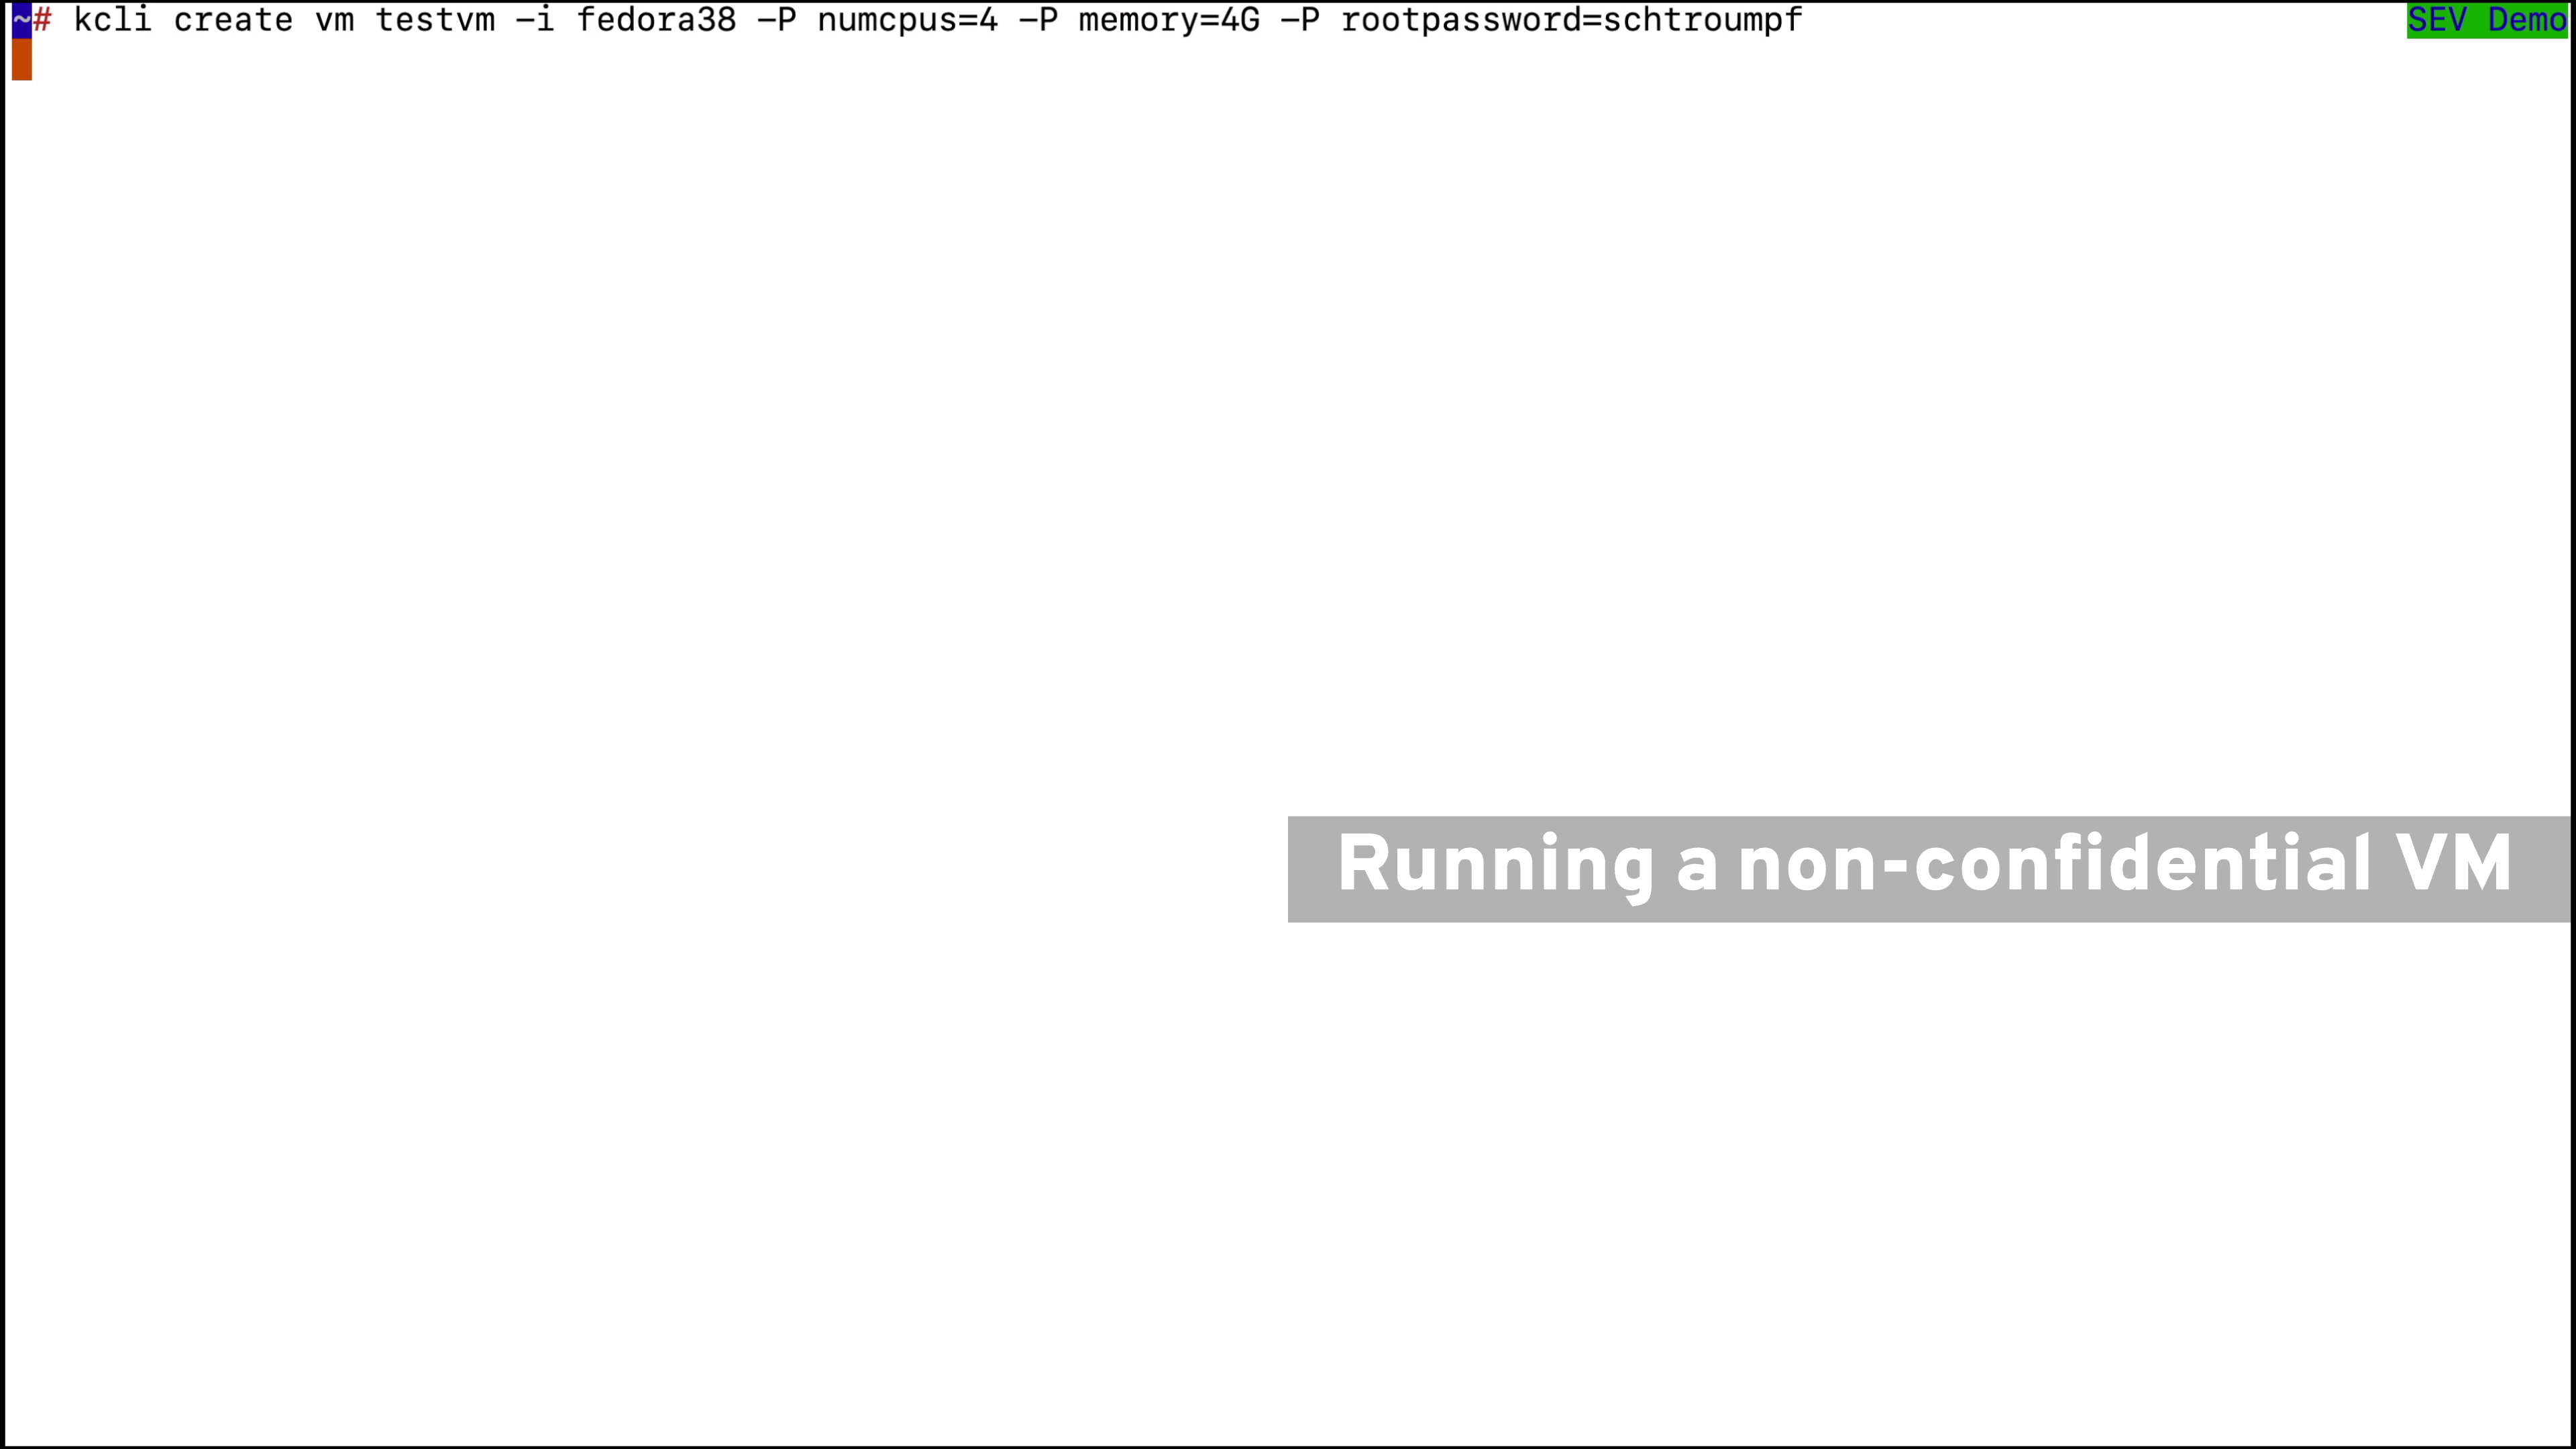 ~# kcli create vm testvm -i fedora38 -P numcpus=4 -P memory=4G -P rootpassword=schtroumpf
SEV Demo
Running a non-confidential VM